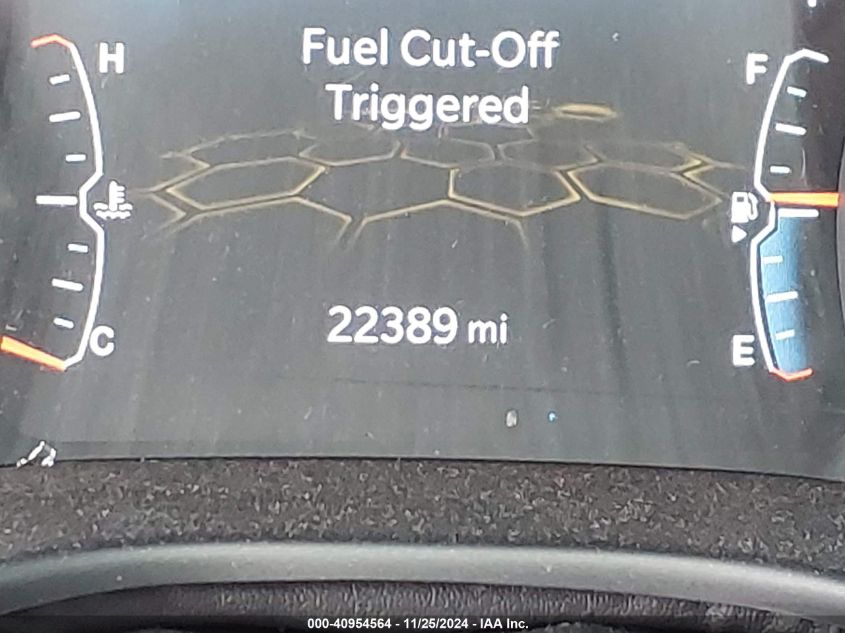 Fuel Cut-Off
Triggered
H
F
22389 mi
C
E
000-40954564 - 11/25/2024 - IAA Inc.